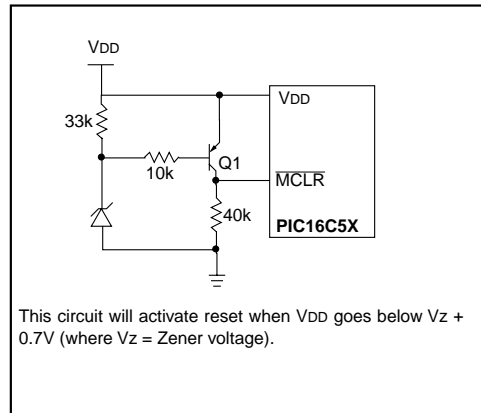 VDD
VDD
33k
Q1
10k
MCLR
40k
PIC16C5X
This circuit will activate reset when VDD goes below Vz +
0.7V (where Vz = Zener voltage).